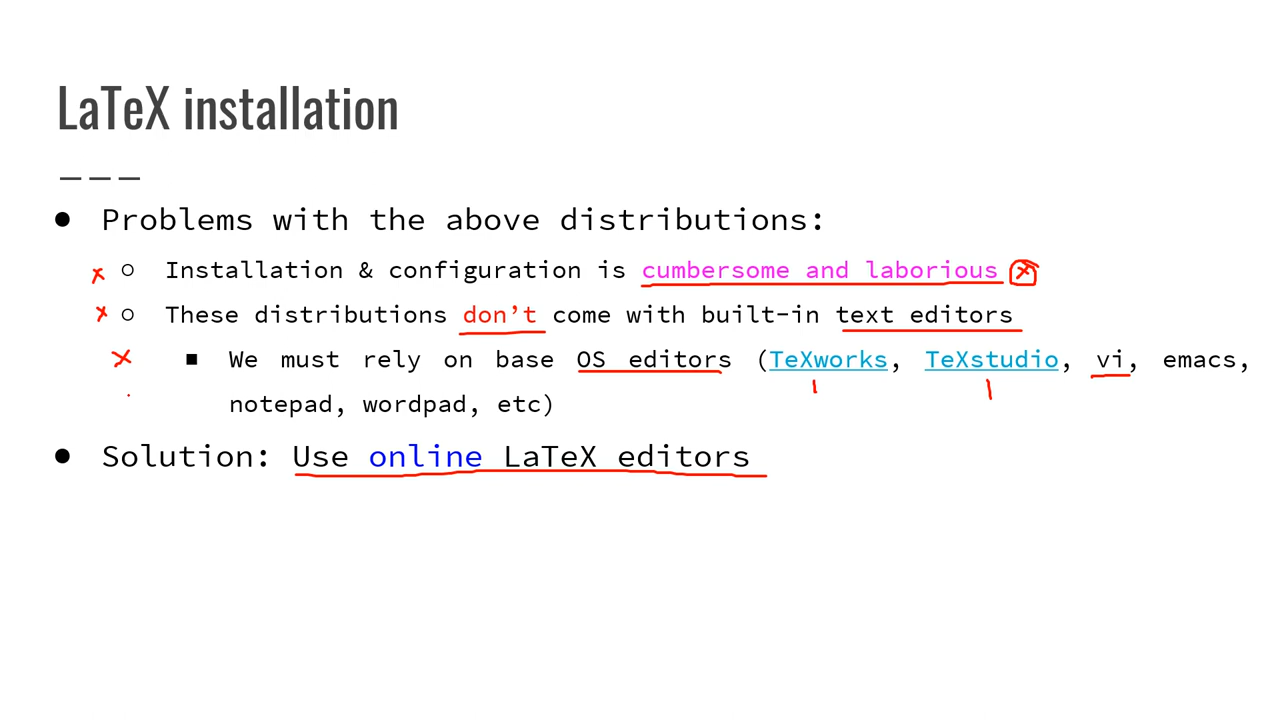 LaTeX installation
● Problems with the above distributions:
○ Installation & configuration is cumbersome and laborious
○ These distributions don’t come with built-in text editors
■ We must rely on base OS editors (TeXworks, TeXstudio, vi, emacs,
notepad, wordpad, etc)
● Solution: Use online LaTeX editors